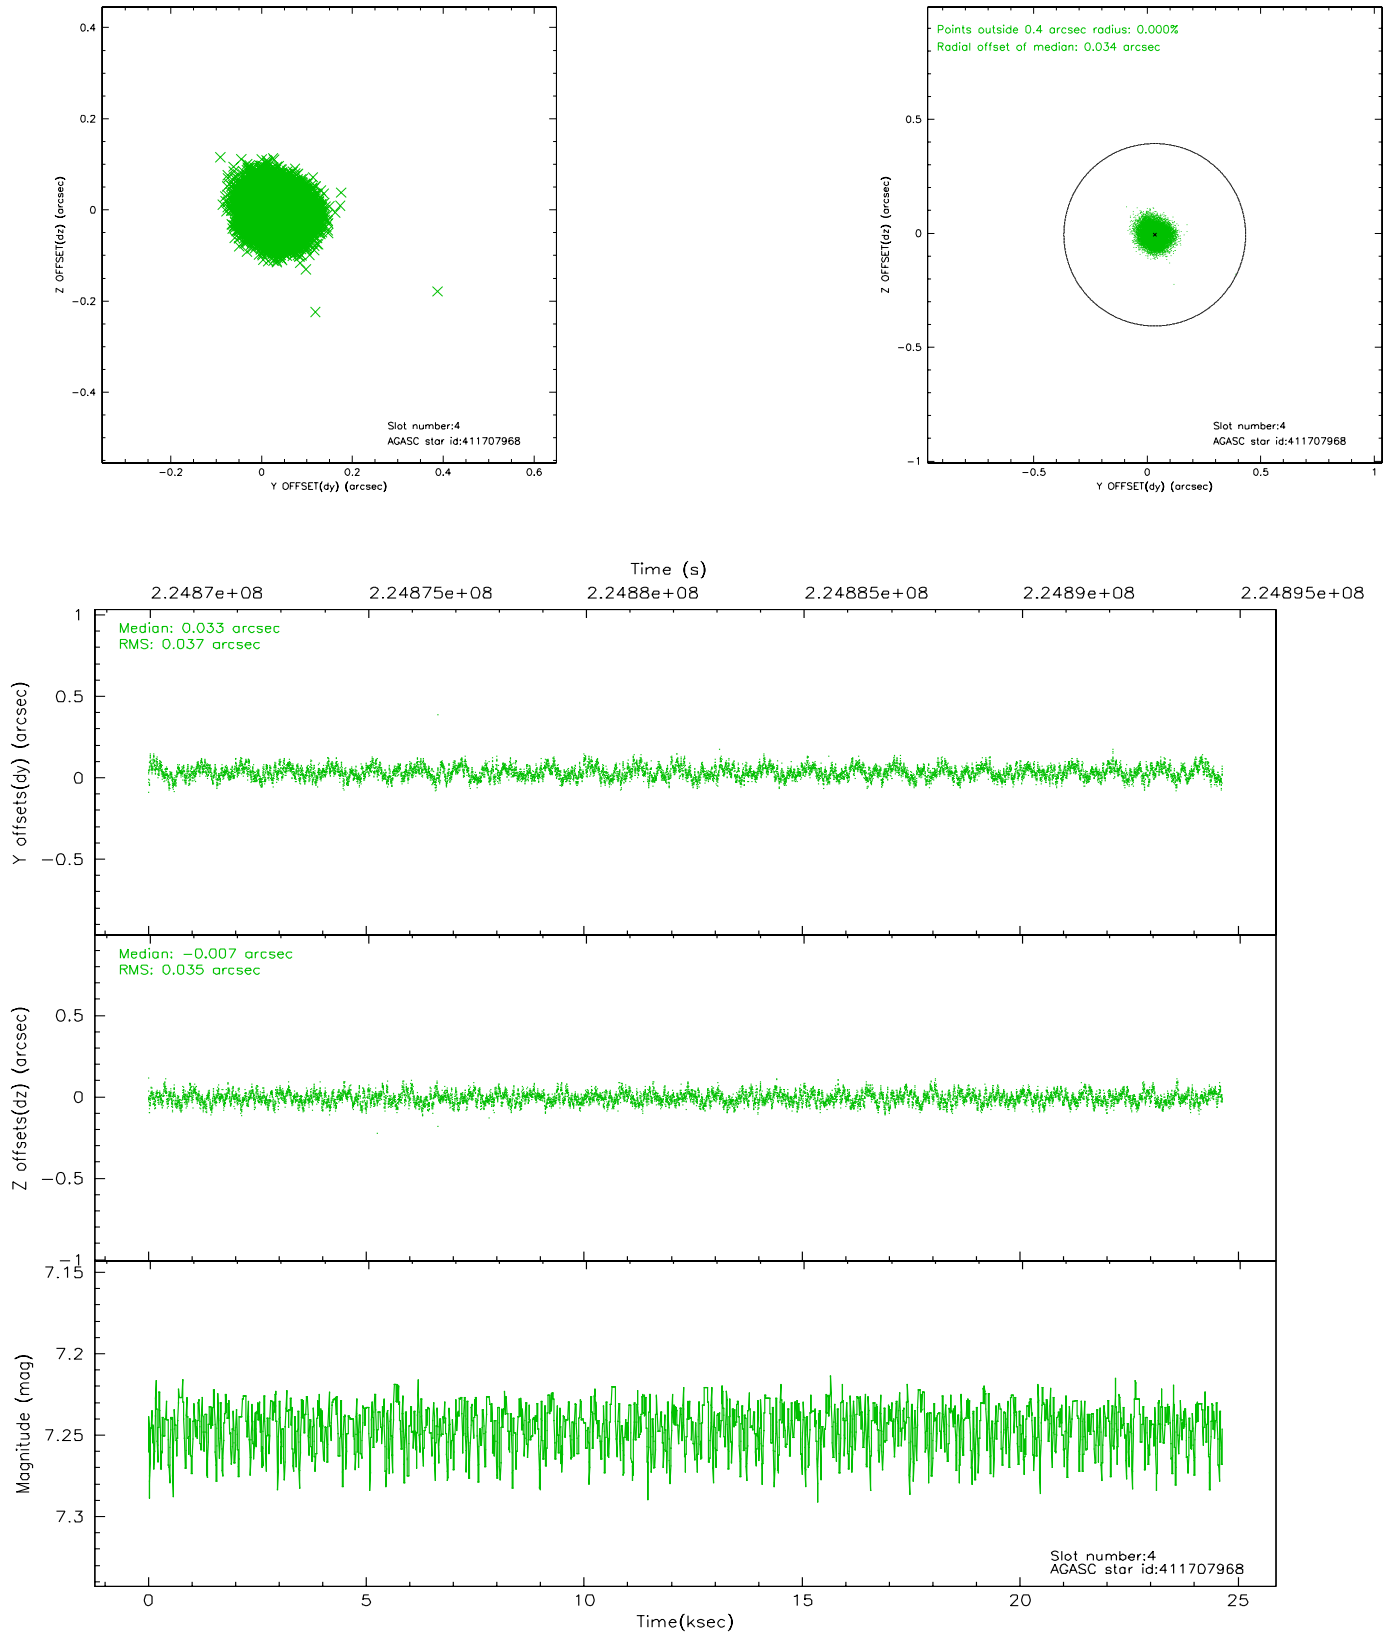 0.4
0.2
0
−0.2
−0.4
Z OFFSET(dz) (arcsec)
Slot number:4
AGASC star id:411707968
−0.2 0 0.2 0.4 0.6
Y OFFSET(dy) (arcsec)
Points outside 0.4 arcsec radius: 0.000%
Radial offset of median: 0.034 arcsec
0.5
0
−0.5
−1
Z OFFSET(dz) (arcsec)
Slot number:4
AGASC star id:411707968
−0.5 0 0.5 1
Y OFFSET(dy) (arcsec)
Time (s)
2.2487e+08 2.24875e+08 2.2488e+08 2.24885e+08 2.2489e+08 2.24895e+08
Median: 0.033 arcsec
RMS: 0.037 arcsec
1
0.5
0
−0.5
Y offsets(dy) (arcsec)
Median: −0.007 arcsec
RMS: 0.035 arcsec
0.5
0
−0.5
−1
Z offsets(dz) (arcsec)
7.15
7.2
7.25
7.3
Magnitude (mag)
Slot number:4
AGASC star id:411707968
0 5 10 15 20 25
Time(ksec)